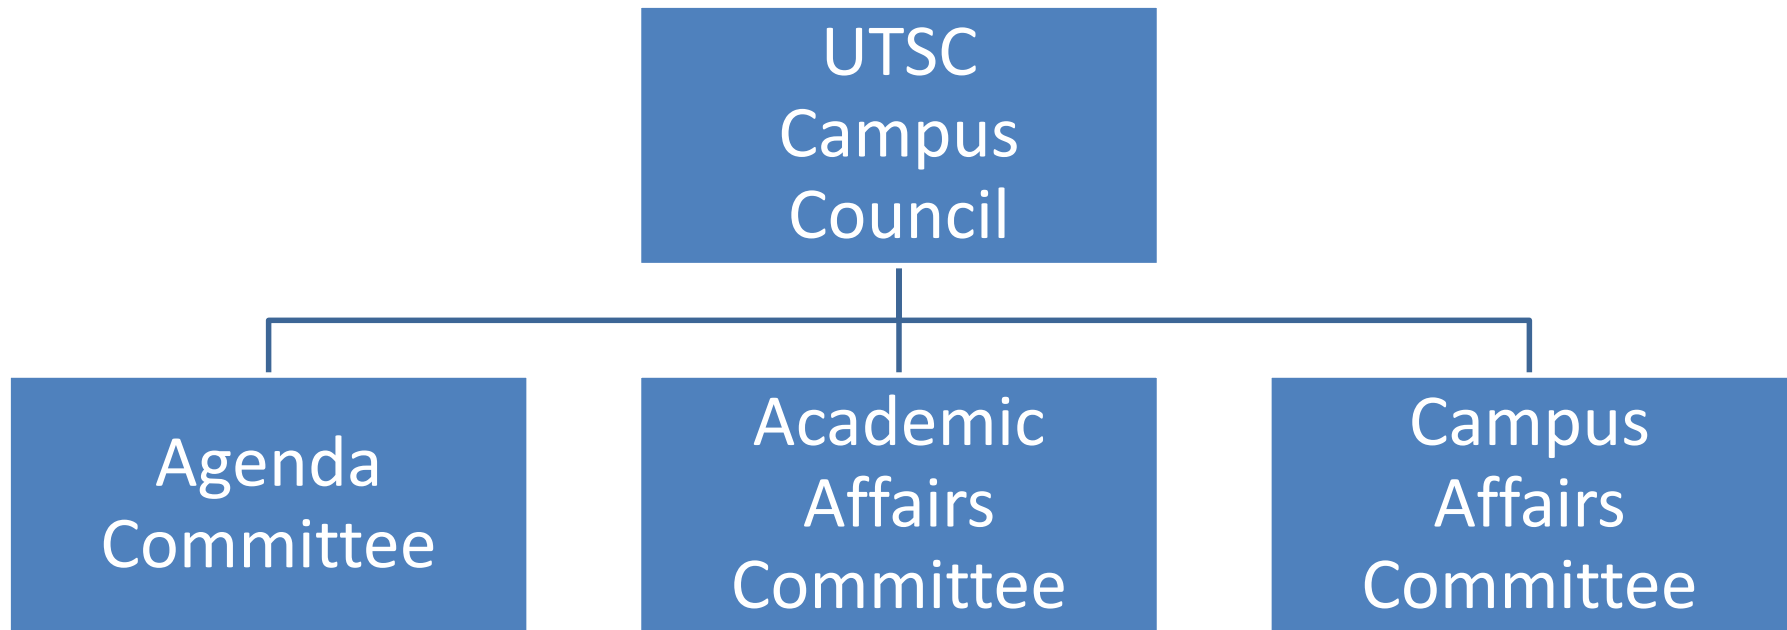 UTSC
Campus
Council
Agenda
Committee
Academic
Affairs
Committee
Campus
Affairs
Committee